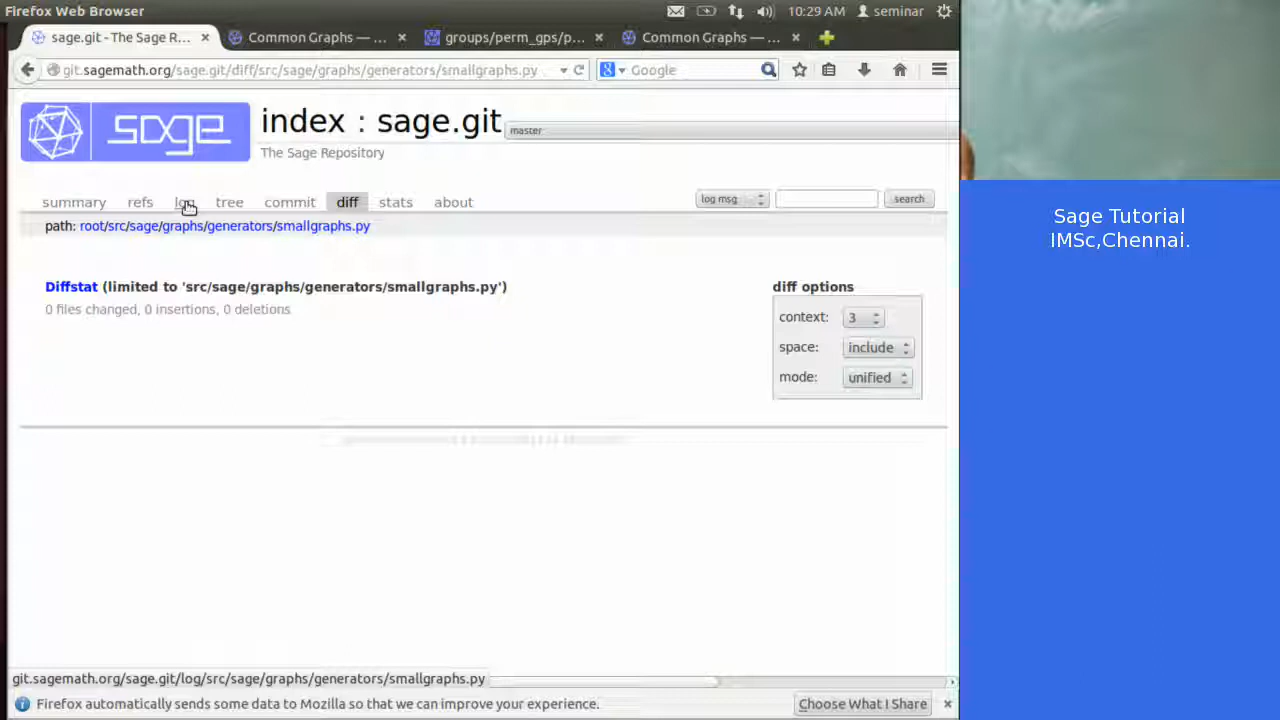 Firefox Web Browser
10:29 AM seminar
sage.git - The Sage R... × Common Graphs — ... × groups/perm_gps/p... × Common Graphs — ... ×
git.sagemath.org/sage.git/diff/src/sage/graphs/generators/smallgraphs.py
Google
sage
index : sage.git
master
The Sage Repository
summary refs log tree commit diff stats about
log msg
search
path: root/src/sage/graphs/generators/smallgraphs.py
Diffstat (limited to 'src/sage/graphs/generators/smallgraphs.py')
0 files changed, 0 insertions, 0 deletions
diff options
context: 3
space: include
mode: unified
git.sagemath.org/sage.git/log/src/sage/graphs/generators/smallgraphs.py
Firefox automatically sends some data to Mozilla so that we can improve your experience.
Choose What I Share ×
Sage Tutorial
IMSc,Chennai.